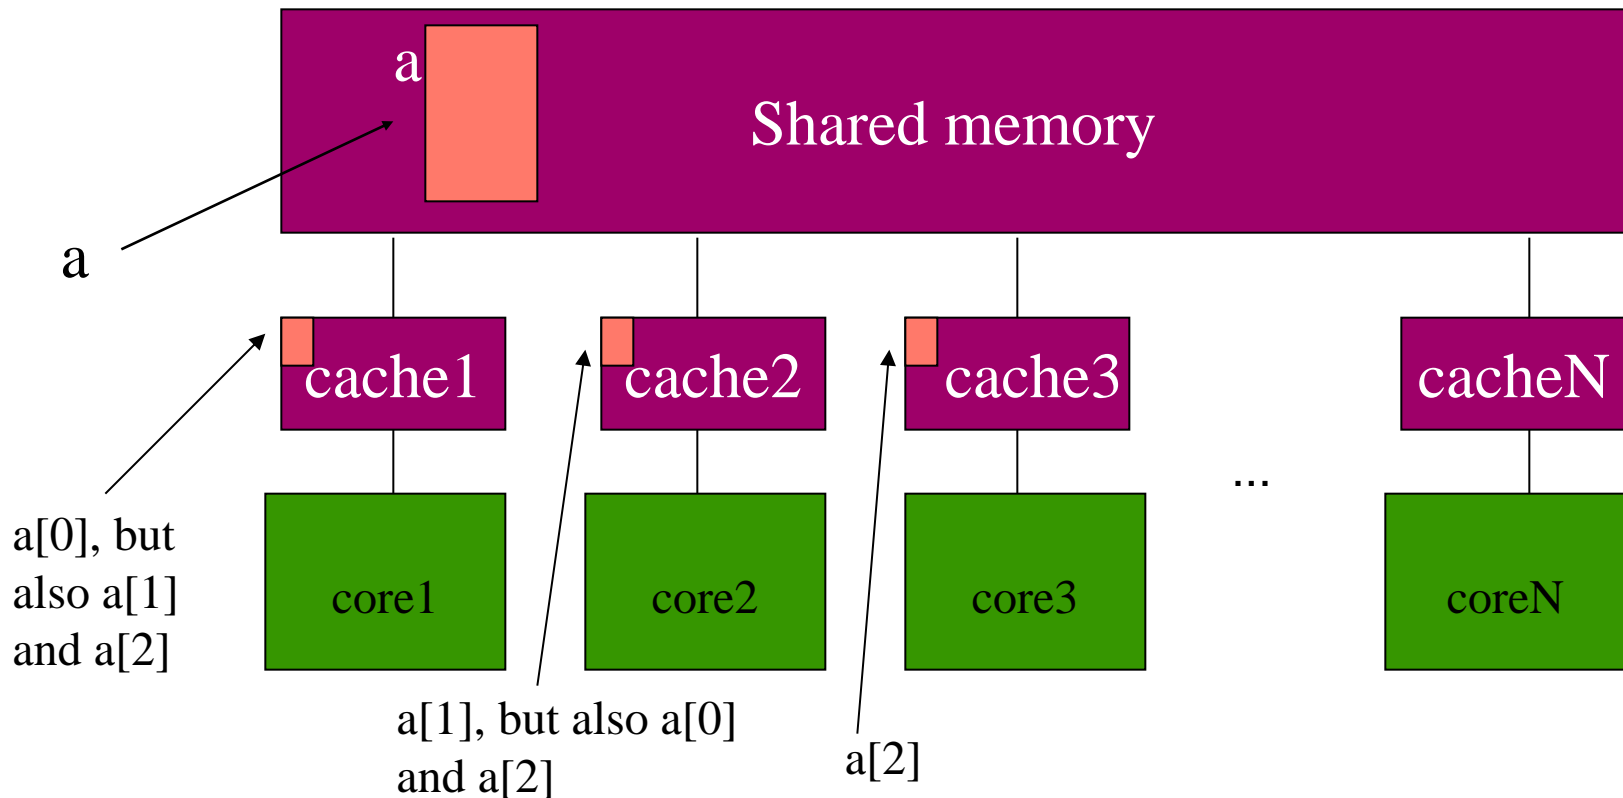 a
Shared memory
a
cache1
cache2
cache3
cacheN
...
core1
core2
core3
coreN
a[0], but
also a[1]
and a[2]
a[1], but also a[0]
and a[2]
a[2]